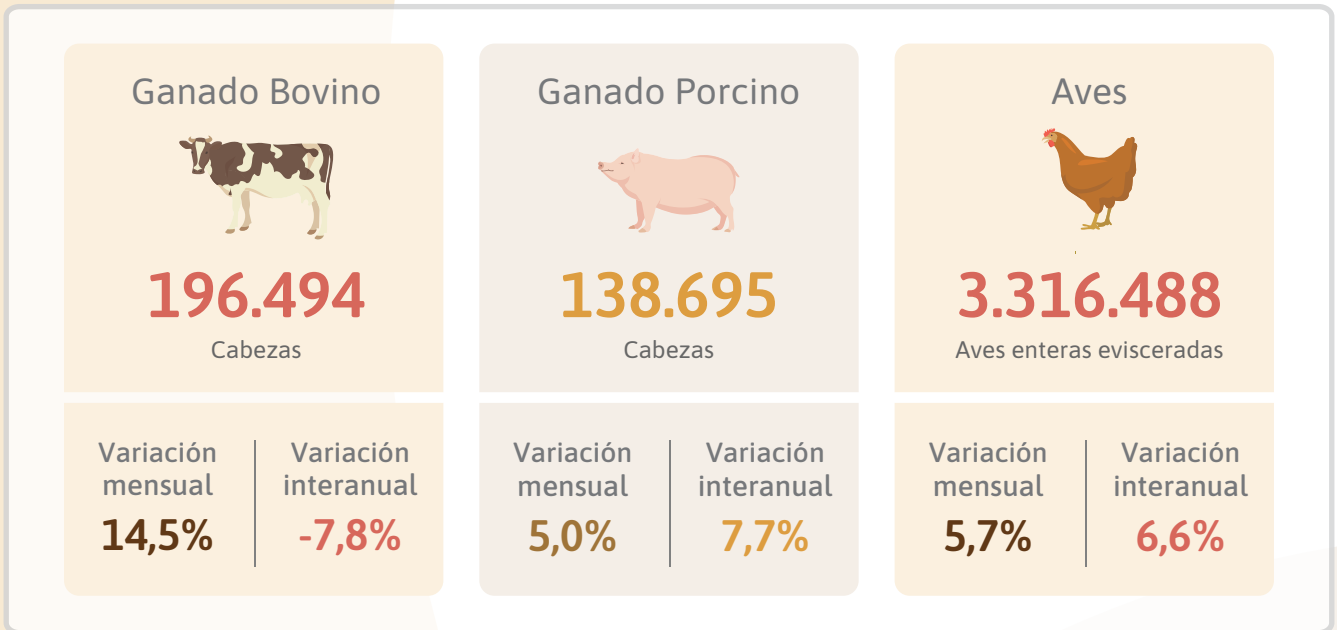 Ganado Bovino
196.494
Cabezas
Variación
mensual
14,5%
Variación
interanual
-7,8%
Ganado Porcino
138.695
Cabezas
Variación
mensual
5,0%
Variación
interanual
7,7%
Aves
3.316.488
Aves enteras evisceradas
Variación
mensual
5,7%
Variación
interanual
6,6%